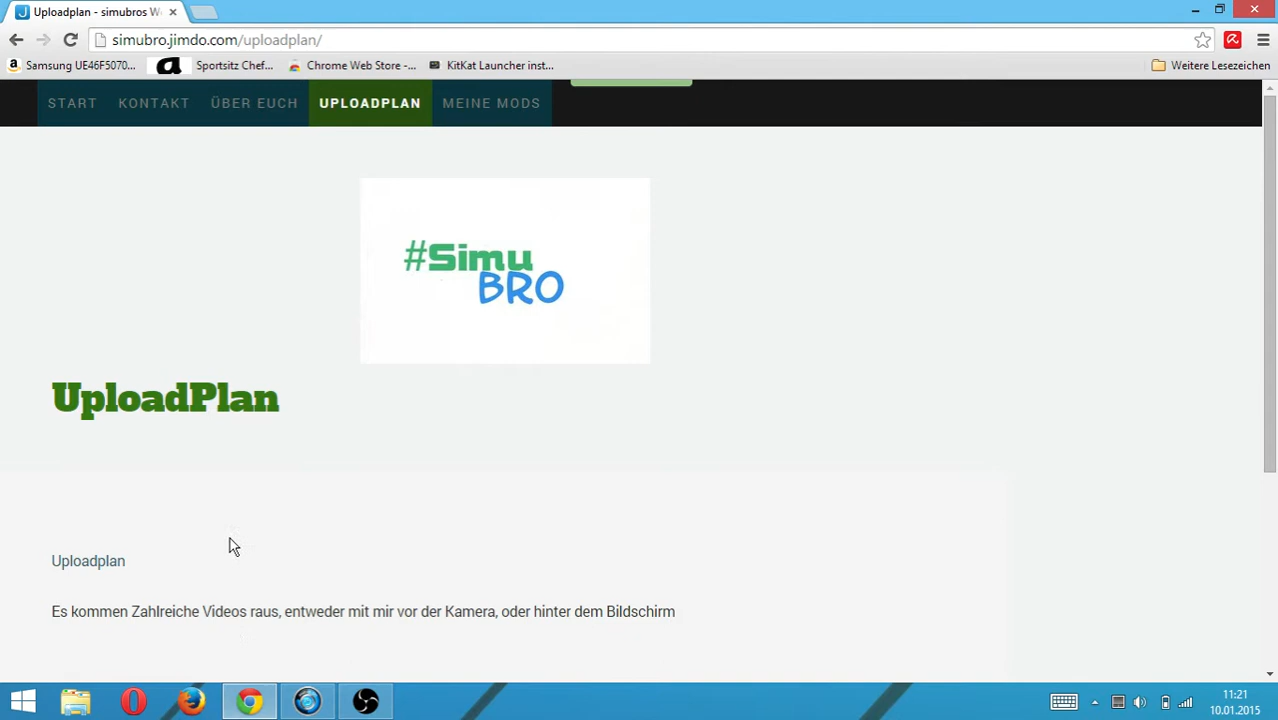 Uploadplan - simubros W
simubro.jimdo.com/uploadplan/
Samsung UE46F5070... Sportsitz Chef... Chrome Web Store -... KitKat Launcher inst... Weitere Lesezeichen
START KONTAKT ÜBER EUCH UPLOADPLAN MEINE MODS
#Simu
BRO
UploadPlan
Uploadplan
Es kommen Zahlreiche Videos raus, entweder mit mir vor der Kamera, oder hinter dem Bildschirm
11:21
10.01.2015